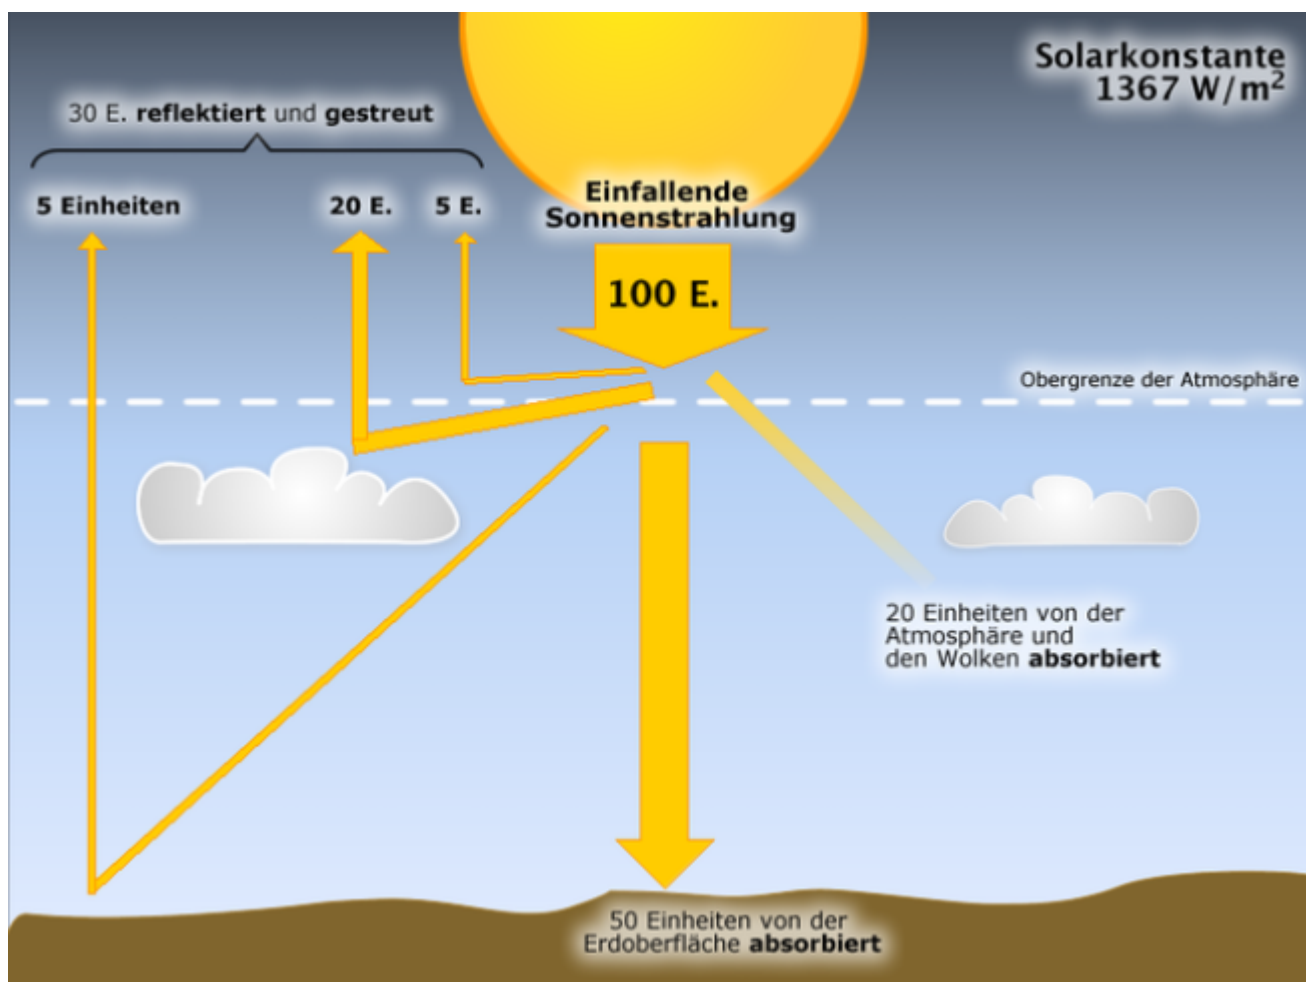 Solarkonstante
1367 W/m²
30 E. reflektiert und gestreut
5 Einheiten
20 E.
5 E.
Einfallende
Sonnenstrahlung
100 E.
Obergrenze der Atmosphäre
20 Einheiten von der
Atmosphäre und
den Wolken absorbiert
50 Einheiten von der
Erdoberfläche absorbiert